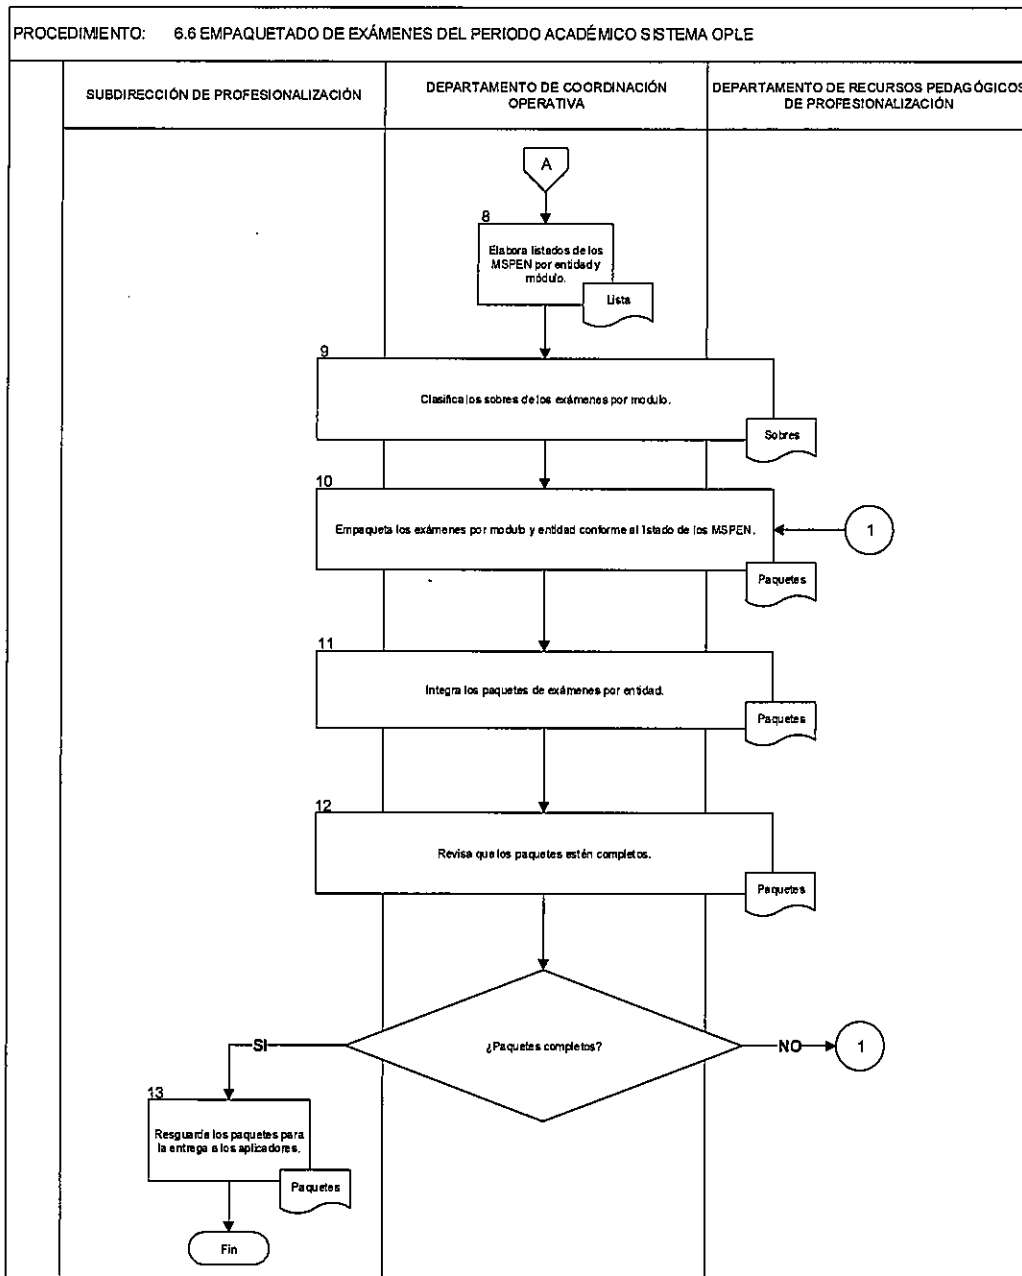 PROCEDIMIENTO: 6.6 EMPAQUETADO DE EXÁMENES DEL PERIODO ACADÉMICO SISTEMA OPLE
SUBDIRECCIÓN DE PROFESIONALIZACIÓN
DEPARTAMENTO DE COORDINACIÓN
OPERATIVA
DEPARTAMENTO DE RECURSOS PEDAGÓGICOS
DE PROFESIONALIZACIÓN
A
8
Elabora listados de los
MSPEN por entidad y
módulo.
Lista
9
Clasifica los sobres de los exámenes por modulo.
Sobres
10
Empaqueta los exámenes por modulo y entidad conforme al listado de los MSPEN.
1
Paquetes
11
Integra los paquetes de exámenes por entidad.
Paquetes
12
Revisa que los paquetes estén completos.
Paquetes
¿Paquetes completos?
SI
NO
1
13
Resguarda los paquetes para
la entrega a los aplicadores.
Paquetes
Fin